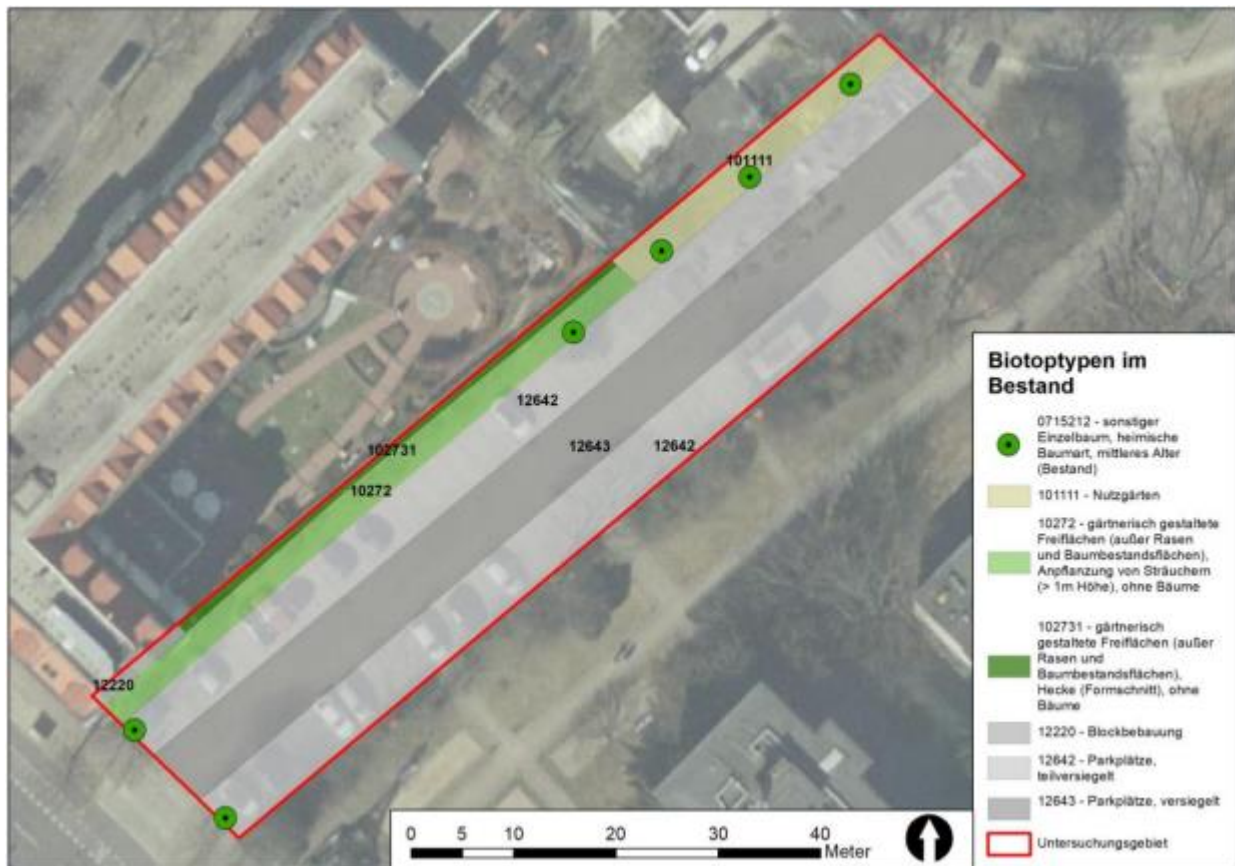 101111
12642
102731
12643
12642
10272
12220
Biotoptypen im
Bestand
0715212 - sonstiger
Einzelbaum, heimische
Baumart, mittleres Alter
(Bestand)
101111 - Nutzgärten
10272 - gärtnerisch gestaltete
Freiflächen (außer Rasen
und Baumbestandsflächen),
Anpflanzung von Sträuchern
(> 1m Höhe), ohne Bäume
102731 - gärtnerisch
gestaltete Freiflächen (außer
Rasen und
Baumbestandsflächen),
Hecke (Formschnitt), ohne
Bäume
12220 - Blockbebauung
12642 - Parkplätze,
teilversiegelt
12643 - Parkplätze, versiegelt
Untersuchungsgebiet
0 5 10 20 30 40
Meter